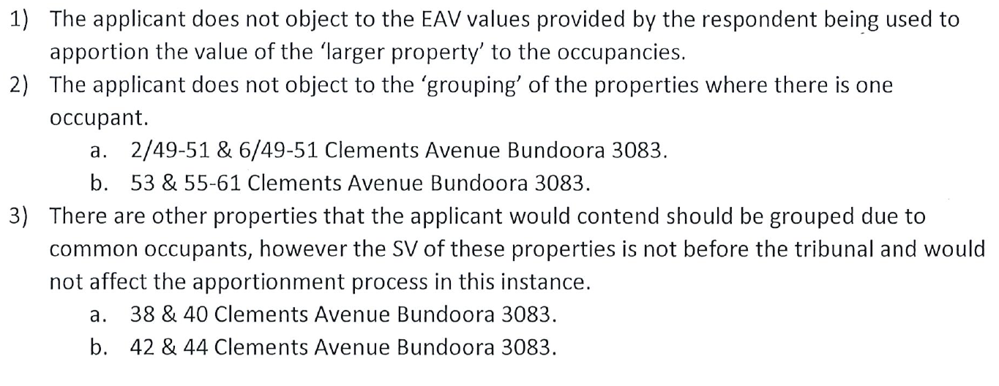 1) The applicant does not object to the EAV values provided by the respondent being used to
apportion the value of the ‘larger property’ to the occupancies.
2) The applicant does not object to the ‘grouping’ of the properties where there is one
occupant.
a. 2/49-51 & 6/49-51 Clements Avenue Bundoora 3083.
b. 53 & 55-61 Clements Avenue Bundoora 3083.
3) There are other properties that the applicant would contend should be grouped due to
common occupants, however the SV of these properties is not before the tribunal and would
not affect the apportionment process in this instance.
a. 38 & 40 Clements Avenue Bundoora 3083.
b. 42 & 44 Clements Avenue Bundoora 3083.